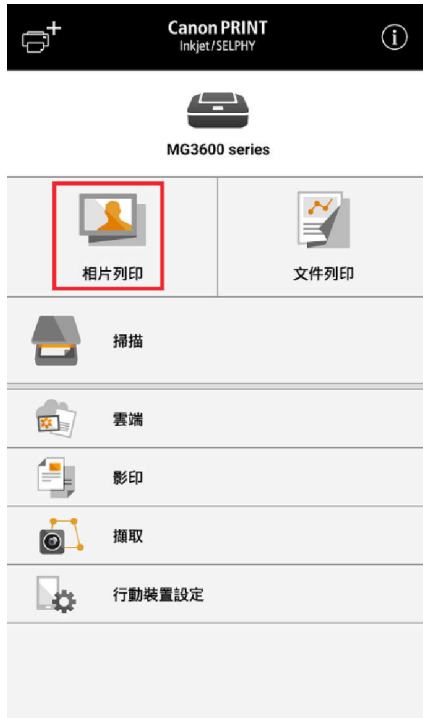 Canon PRINT
Inkjet/SELPHY
MG3600 series
相片列印
文件列印
掃描
雲端
影印
擷取
行動裝置設定